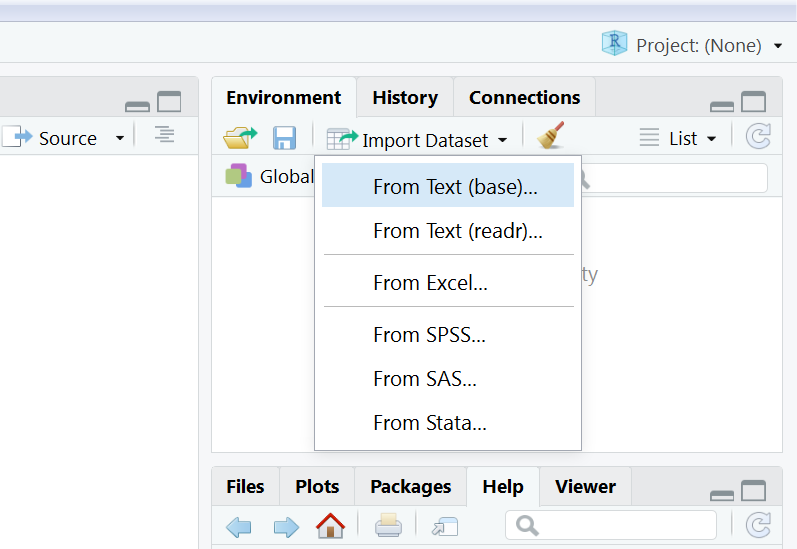 R Project: (None)
Environment History Connections
Source Import Dataset List
Global
From Text (base)...
From Text (readr)...
ty
From Excel...
From SPSS...
From SAS...
From Stata...
Files Plots Packages Help Viewer